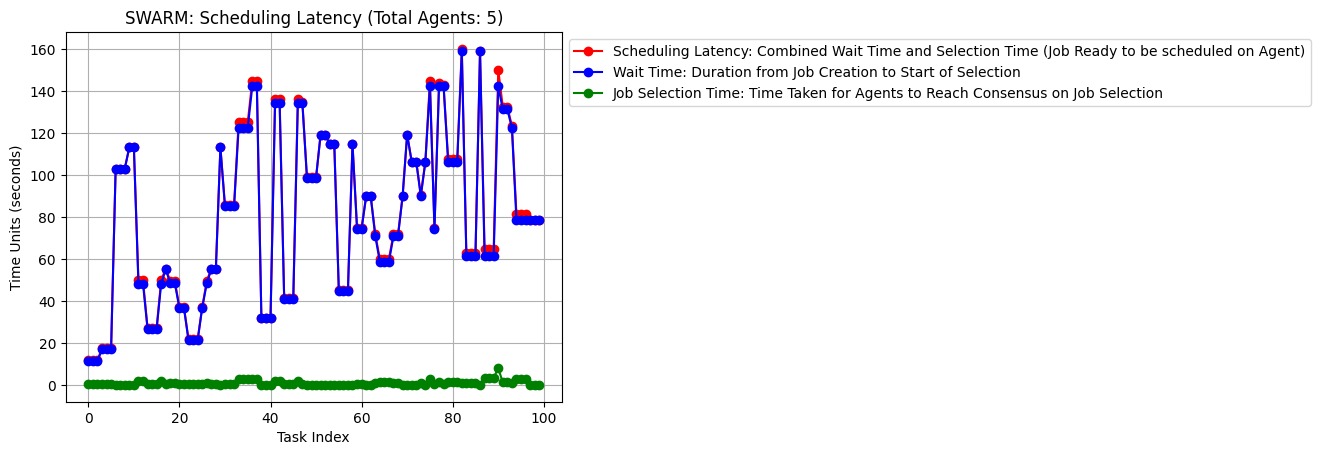 SWARM: Scheduling Latency (Total Agents: 5)
Scheduling Latency: Combined Wait Time and Selection Time (Job Ready to be scheduled on Agent)
Wait Time: Duration from Job Creation to Start of Selection
Job Selection Time: Time Taken for Agents to Reach Consensus on Job Selection
Time Units (seconds)
160
140
120
100
80
60
40
20
0
0 20 40 60 80 100
Task Index